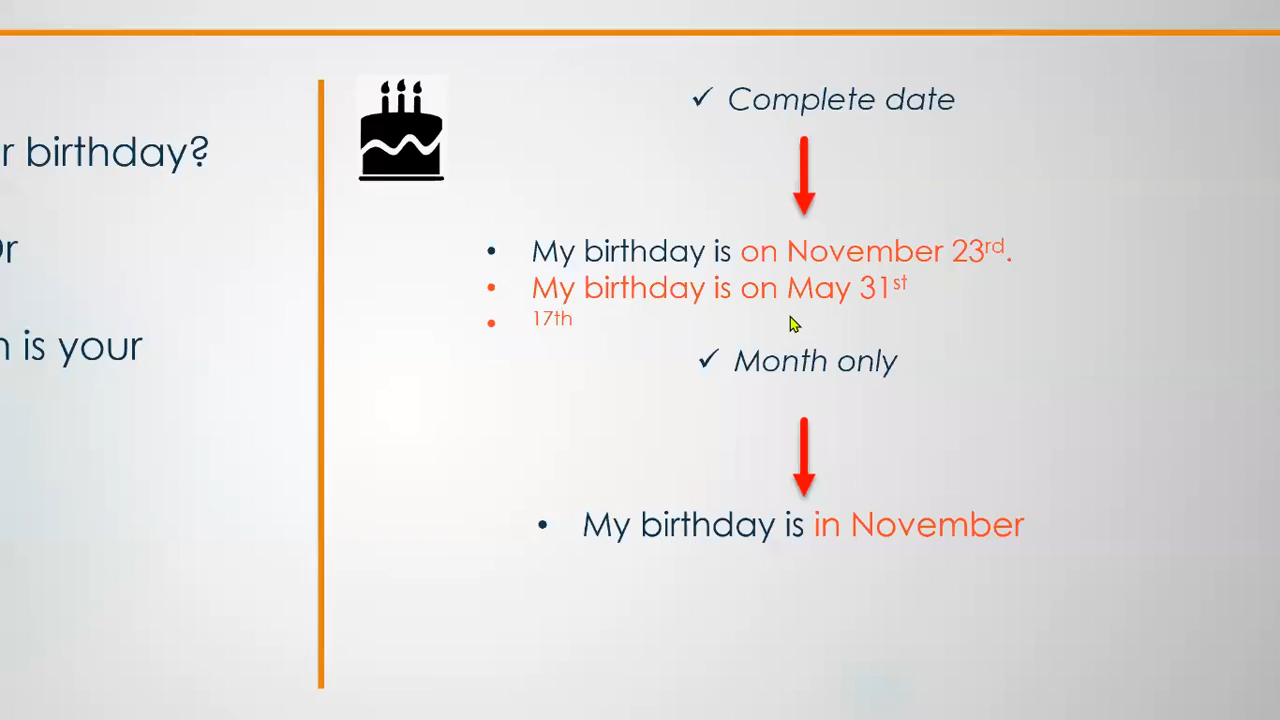 r birthday?
r
is your
✓ Complete date
• My birthday is on November 23rd.
• My birthday is on May 31st
• 17th
✓ Month only
• My birthday is in November